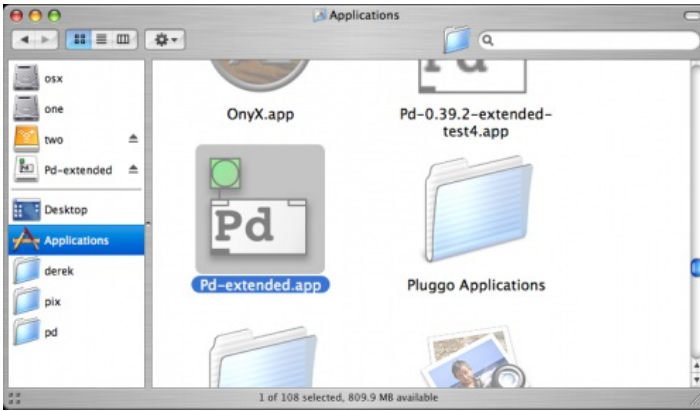 Applications
osx
one
two
Pd-extended
Desktop
Applications
derek
pix
pd
OnyX.app
Pd-0.39.2-extended-
test4.app
Pd
Pd-extended.app
Pluggo Applications
1 of 108 selected, 809.9 MB available